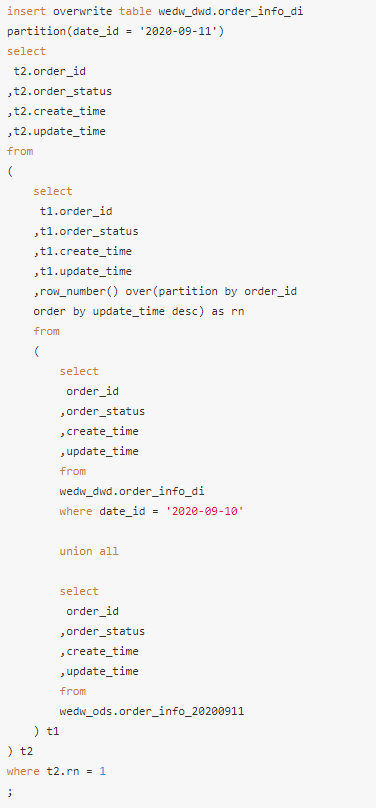 insert overwrite table wedw_dwd.order_info_di
partition(date_id = '2020-09-11')
select
 t2.order_id
,t2.order_status
,t2.create_time
,t2.update_time
from
(
    select
     t1.order_id
    ,t1.order_status
    ,t1.create_time
    ,t1.update_time
    ,row_number() over(partition by order_id
    order by update_time desc) as rn
    from
    (
        select
         order_id
        ,order_status
        ,create_time
        ,update_time
        from
        wedw_dwd.order_info_di
        where date_id = '2020-09-10'

        union all

        select
         order_id
        ,order_status
        ,create_time
        ,update_time
        from
        wedw_ods.order_info_20200911
    ) t1
) t2
where t2.rn = 1
;